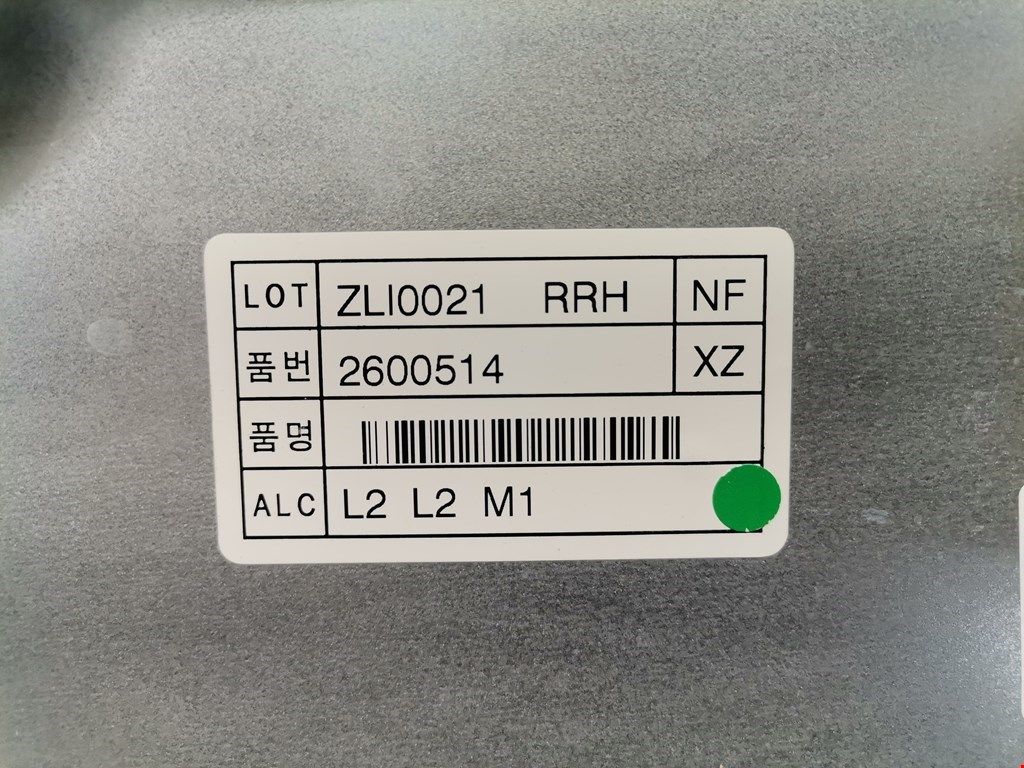 LOT ZLI0021 RRH NF
품번 2600514 XZ
품명
ALC L2 L2 M1